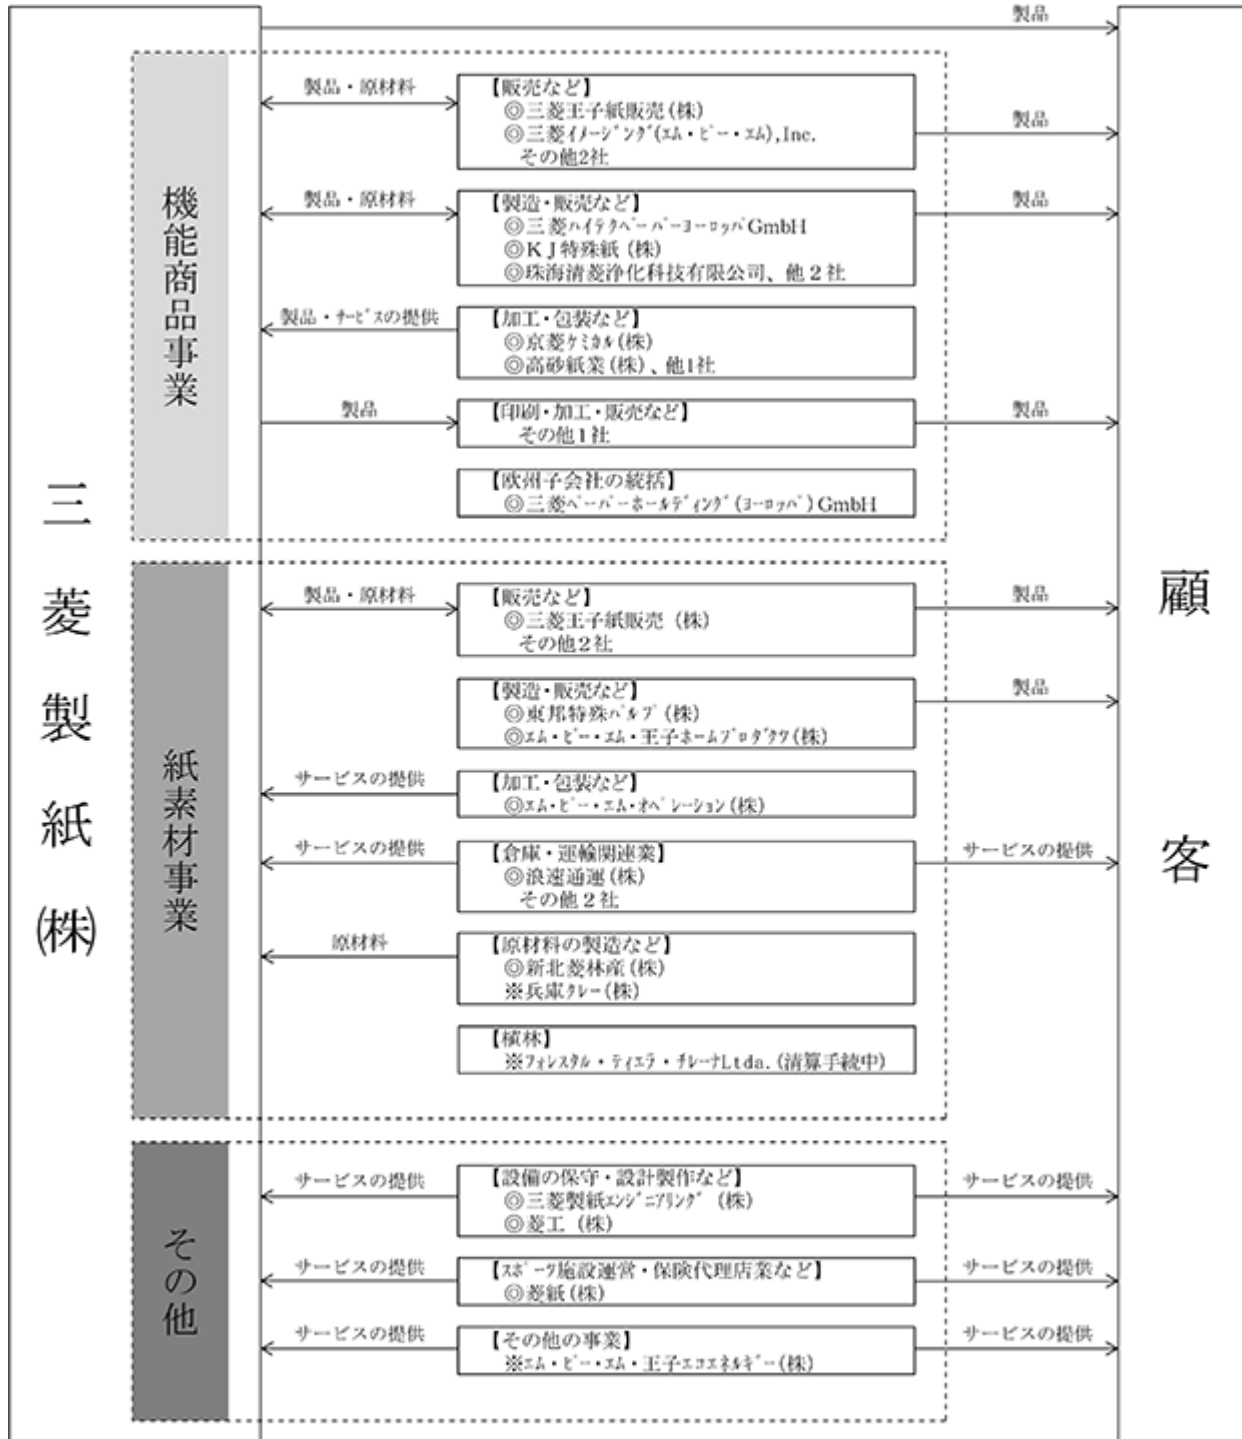 三菱製紙㈱
顧客
製品
機能商品事業
製品・原材料
【販売など】
◎三菱王子紙販売(株)
◎三菱ｲﾒｰｼﾞﾝｸﾞ(ｴﾑ・ﾋﾟｰ・ｴﾑ),Inc.
その他2社
製品
製品・原材料
【製造・販売など】
◎三菱ﾊｲﾃｸﾍﾟｰﾊﾟｰﾖｰﾛｯﾊﾟGmbH
◎ＫＪ特殊紙（株）
◎珠海清菱浄化科技有限公司、他２社
製品
製品・ｻｰﾋﾞｽの提供
【加工・包装など】
◎京菱ｹﾐｶﾙ(株)
◎高砂紙業(株)、他1社
製品
【印刷・加工・販売など】
その他１社
製品
【欧州子会社の統括】
◎三菱ﾍﾟｰﾊﾟｰﾎｰﾙﾃﾞｨﾝｸﾞ(ﾖｰﾛｯﾊﾟ)GmbH
紙素材事業
製品・原材料
【販売など】
◎三菱王子紙販売（株）
その他２社
製品
【製造・販売など】
◎東邦特殊ﾊﾟﾙﾌﾟ(株)
◎ｴﾑ・ﾋﾟｰ・ｴﾑ・王子ﾎｰﾑﾌﾟﾛﾀﾞｸﾂ(株)
製品
サービスの提供
【加工・包装など】
◎ｴﾑ・ﾋﾟｰ・ｴﾑ・ｵﾍﾟﾚｰｼｮﾝ(株)
サービスの提供
【倉庫・運輸関連業】
◎浪速通運(株)
その他２社
サービスの提供
原材料
【原材料の製造など】
◎新北菱林産(株)
※兵庫ｸﾚｰ(株)
【植林】
※ﾌｫﾚｽﾀﾙ・ﾃｨｴﾗ・ﾁﾚｰﾅLtda.(清算手続中)
その他
サービスの提供
【設備の保守・設計製作など】
◎三菱製紙ｴﾝｼﾞﾆｱﾘﾝｸﾞ（株）
◎菱工（株）
サービスの提供
サービスの提供
【ｽﾎﾟｰﾂ施設運営・保険代理店業など】
◎菱紙(株)
サービスの提供
サービスの提供
【その他の事業】
※ｴﾑ・ﾋﾟｰ・ｴﾑ・王子ｴｺｴﾈﾙｷﾞｰ(株)
サービスの提供